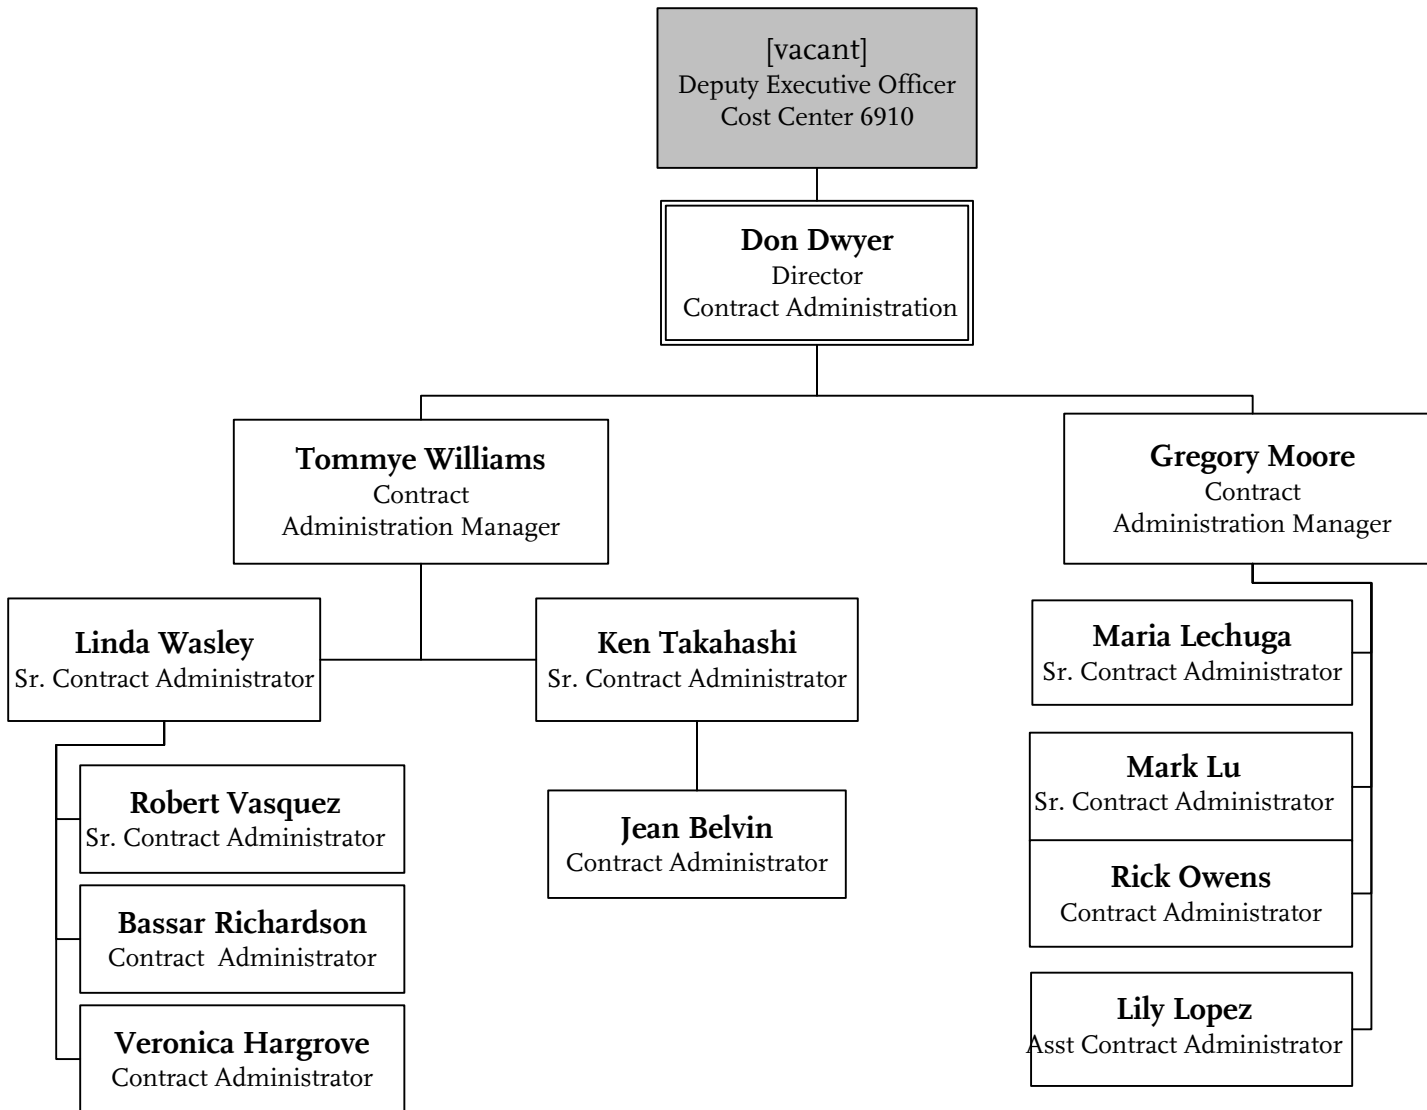 [vacant]
Deputy Executive Officer
Cost Center 6910
Don Dwyer
Director
Contract Administration
Tommye Williams
Contract
Administration Manager
Gregory Moore
Contract
Administration Manager
Linda Wasley
Sr. Contract Administrator
Ken Takahashi
Sr. Contract Administrator
Maria Lechuga
Sr. Contract Administrator
Robert Vasquez
Sr. Contract Administrator
Jean Belvin
Contract Administrator
Mark Lu
Sr. Contract Administrator
Bassar Richardson
Contract  Administrator
Rick Owens
Contract Administrator
Veronica Hargrove
Contract Administrator
Lily Lopez
Asst Contract Administrator